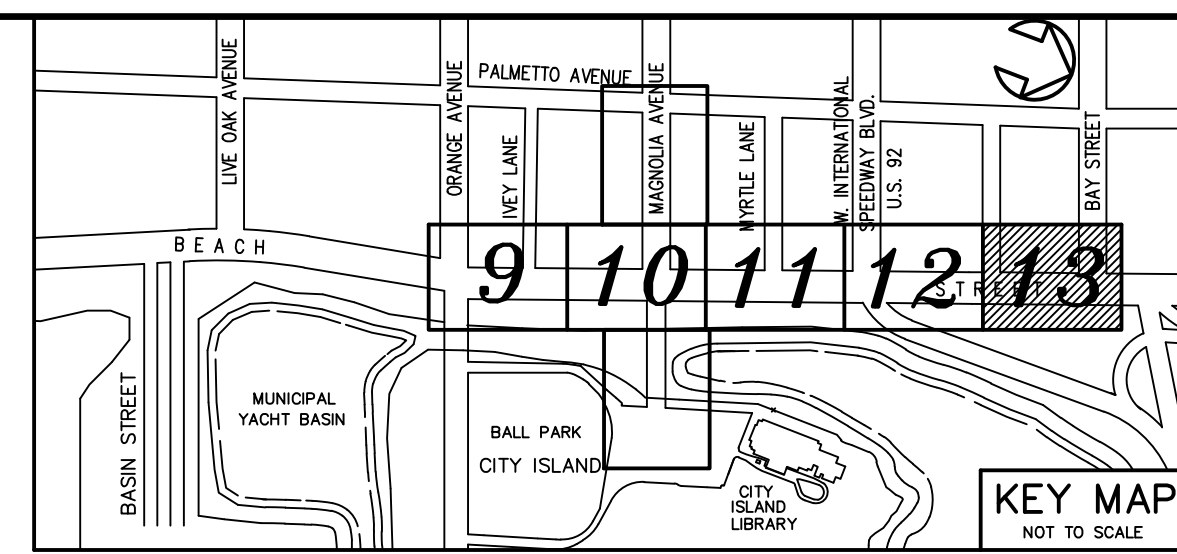 PALMETTO AVENUE
LIVE OAK AVENUE
ORANGE AVENUE
IVEY LANE
MAGNOLIA AVENUE
MYRTLE LANE
W. INTERNATIONAL
SPEEDWAY BLVD.
U.S. 92
BAY STREET
BEACH
STREET
9
10
11
12
13
BASIN STREET
MUNICIPAL
YACHT BASIN
BALL PARK
CITY ISLAND
CITY
ISLAND
LIBRARY
KEY MAP
NOT TO SCALE